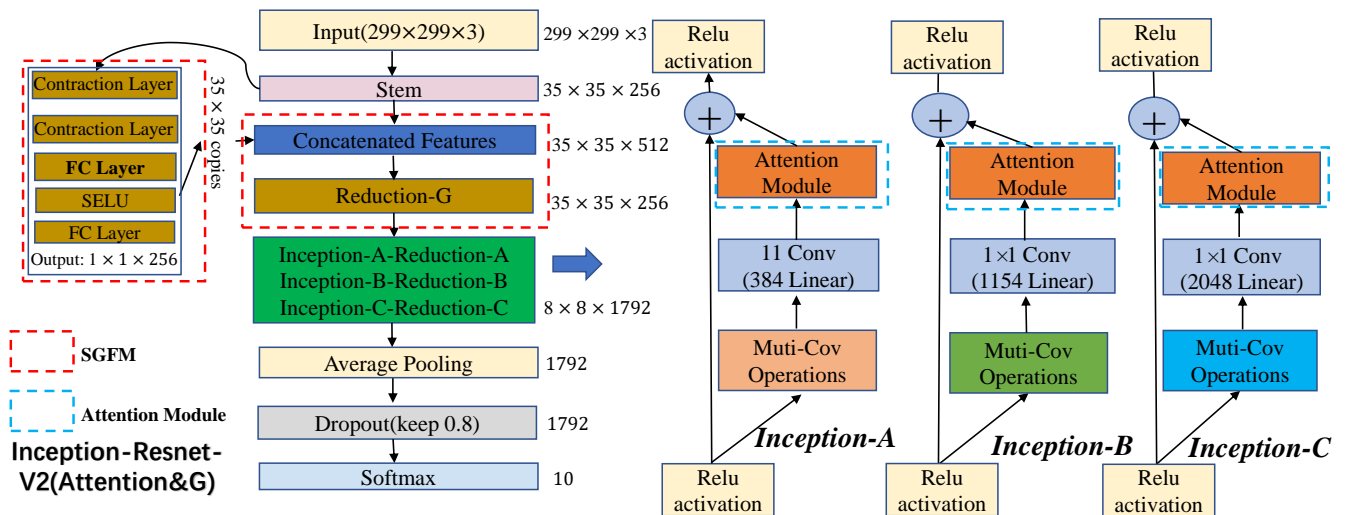 Input(299×299×3)
299 ×299 ×3
Stem
35 × 35 × 256
Concatenated Features
35 × 35 × 512
Reduction-G
35 × 35 × 256
Inception-A-Reduction-A
Inception-B-Reduction-B
Inception-C-Reduction-C
8 × 8 × 1792
Average Pooling
1792
Dropout(keep 0.8)
1792
Softmax
10
Contraction Layer
Contraction Layer
FC Layer
SELU
FC Layer
Output: 1 × 1 × 256
35 × 35 copies
SGFM
Attention Module
Inception-Resnet-
V2(Attention&G)
Relu
activation
+
Attention
Module
11 Conv
(384 Linear)
Muti-Cov
Operations
Inception-A
Relu
activation
Relu
activation
+
Attention
Module
1×1 Conv
(1154 Linear)
Muti-Cov
Operations
Inception-B
Relu
activation
Relu
activation
+
Attention
Module
1×1 Conv
(2048 Linear)
Muti-Cov
Operations
Inception-C
Relu
activation